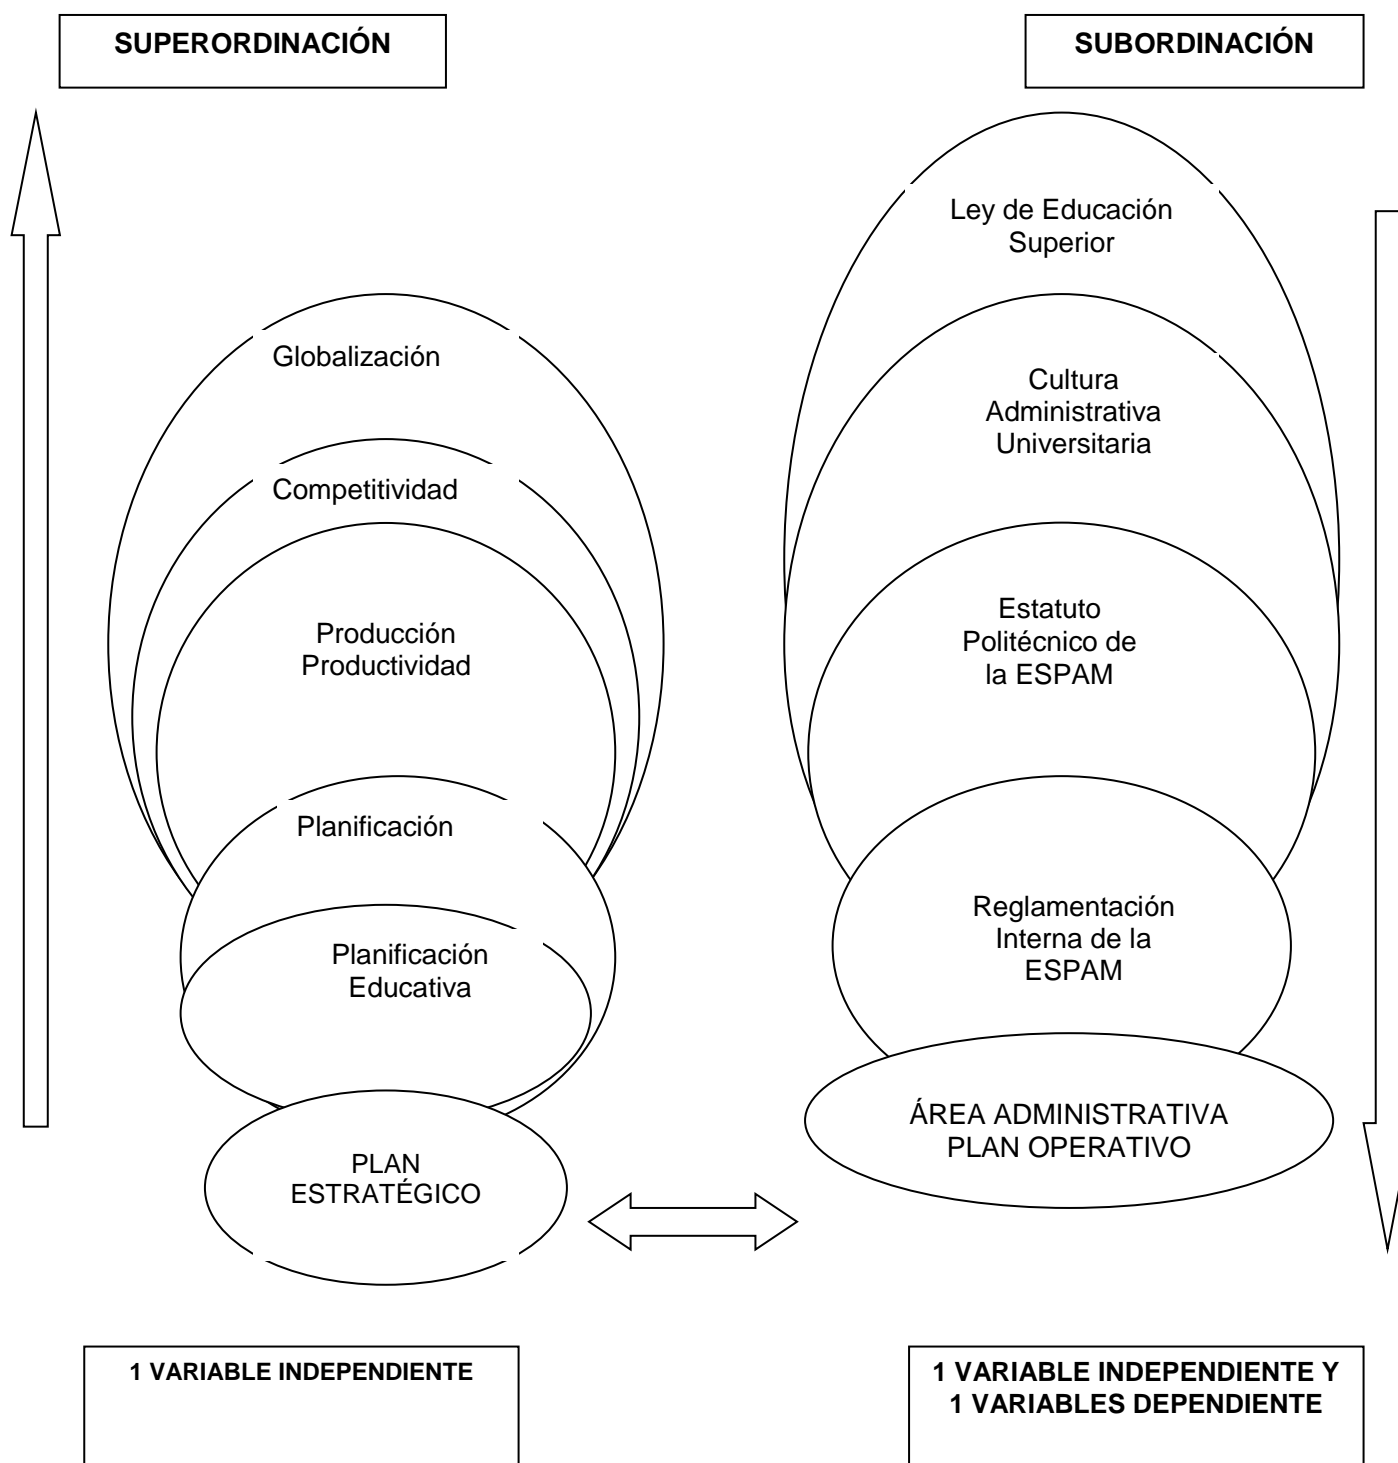 SUPERORDINACIÓN
SUBORDINACIÓN
Globalización
Competitividad
Producción
Productividad
Planificación
Planificación
Educativa
PLAN
ESTRATÉGICO
Ley de Educación
Superior
Cultura
Administrativa
Universitaria
Estatuto
Politécnico de
la ESPAM
Reglamentación
Interna de la
ESPAM
ÁREA ADMINISTRATIVA
PLAN OPERATIVO
1 VARIABLE INDEPENDIENTE
1 VARIABLE INDEPENDIENTE Y
1 VARIABLES DEPENDIENTE